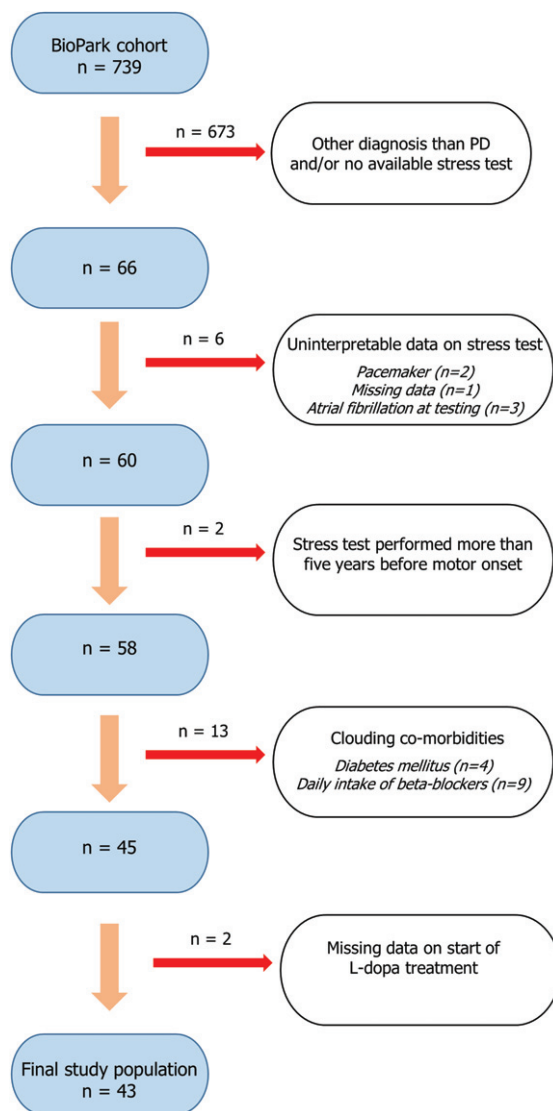 BioPark cohort
n = 739
n = 673
Other diagnosis than PD
and/or no available stress test
n = 66
n = 6
Uninterpretable data on stress test
Pacemaker (n=2)
Missing data (n=1)
Atrial fibrillation at testing (n=3)
n = 60
n = 2
Stress test performed more than
five years before motor onset
n = 58
n = 13
Clouding co-morbidities
Diabetes mellitus (n=4)
Daily intake of beta-blockers (n=9)
n = 45
n = 2
Missing data on start of
L-dopa treatment
Final study population
n = 43